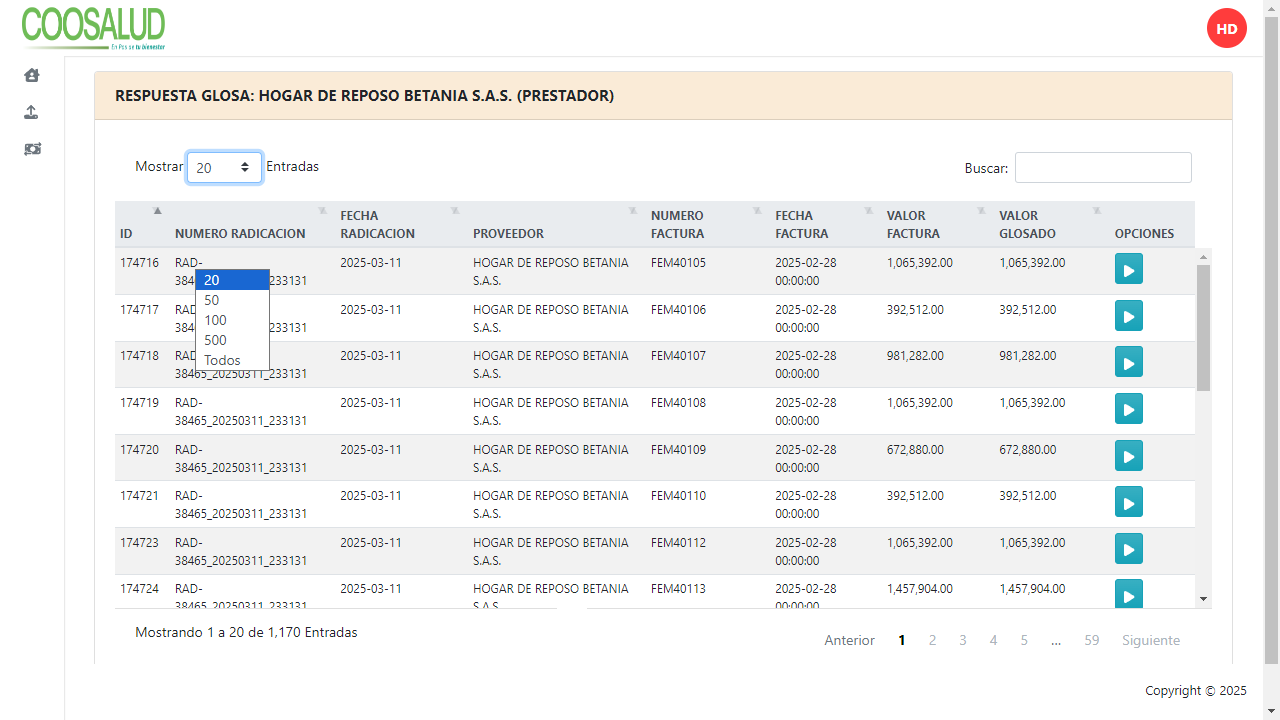 COOSALUD
En Pos de tu bienestar
HD
RESPUESTA GLOSA: HOGAR DE REPOSO BETANIA S.A.S. (PRESTADOR)
Mostrar 20 Entradas
Buscar:
ID NUMERO RADICACION FECHA RADICACION PROVEEDOR NUMERO FACTURA FECHA FACTURA VALOR FACTURA VALOR GLOSADO OPCIONES
174716 RAD- 2025-03-11 HOGAR DE REPOSO BETANIA FEM40105 2025-02-28 1,065,392.00 1,065,392.00
233131 S.A.S. 00:00:00
20
50
100
500
Todos
174717 2025-03-11 HOGAR DE REPOSO BETANIA FEM40106 2025-02-28 392,512.00 392,512.00
233131 S.A.S. 00:00:00
174718 2025-03-11 HOGAR DE REPOSO BETANIA FEM40107 2025-02-28 981,282.00 981,282.00
38465_20250311_233131 S.A.S. 00:00:00
174719 RAD- 2025-03-11 HOGAR DE REPOSO BETANIA FEM40108 2025-02-28 1,065,392.00 1,065,392.00
38465_20250311_233131 S.A.S. 00:00:00
174720 RAD- 2025-03-11 HOGAR DE REPOSO BETANIA FEM40109 2025-02-28 672,880.00 672,880.00
38465_20250311_233131 S.A.S. 00:00:00
174721 RAD- 2025-03-11 HOGAR DE REPOSO BETANIA FEM40110 2025-02-28 392,512.00 392,512.00
38465_20250311_233131 S.A.S. 00:00:00
174723 RAD- 2025-03-11 HOGAR DE REPOSO BETANIA FEM40112 2025-02-28 1,065,392.00 1,065,392.00
38465_20250311_233131 S.A.S. 00:00:00
174724 RAD- 2025-03-11 HOGAR DE REPOSO BETANIA FEM40113 2025-02-28 1,457,904.00 1,457,904.00
38465_20250311_233131 S.A.S. 00:00:00
Mostrando 1 a 20 de 1,170 Entradas
Anterior 1 2 3 4 5 ... 59 Siguiente
Copyright © 2025